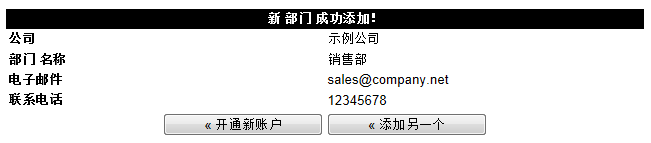 新 部门 成功添加!
公司 示例公司
部门 名称 销售部
电子邮件 sales@company.net
联系电话 12345678
« 开通新账户 « 添加另一个